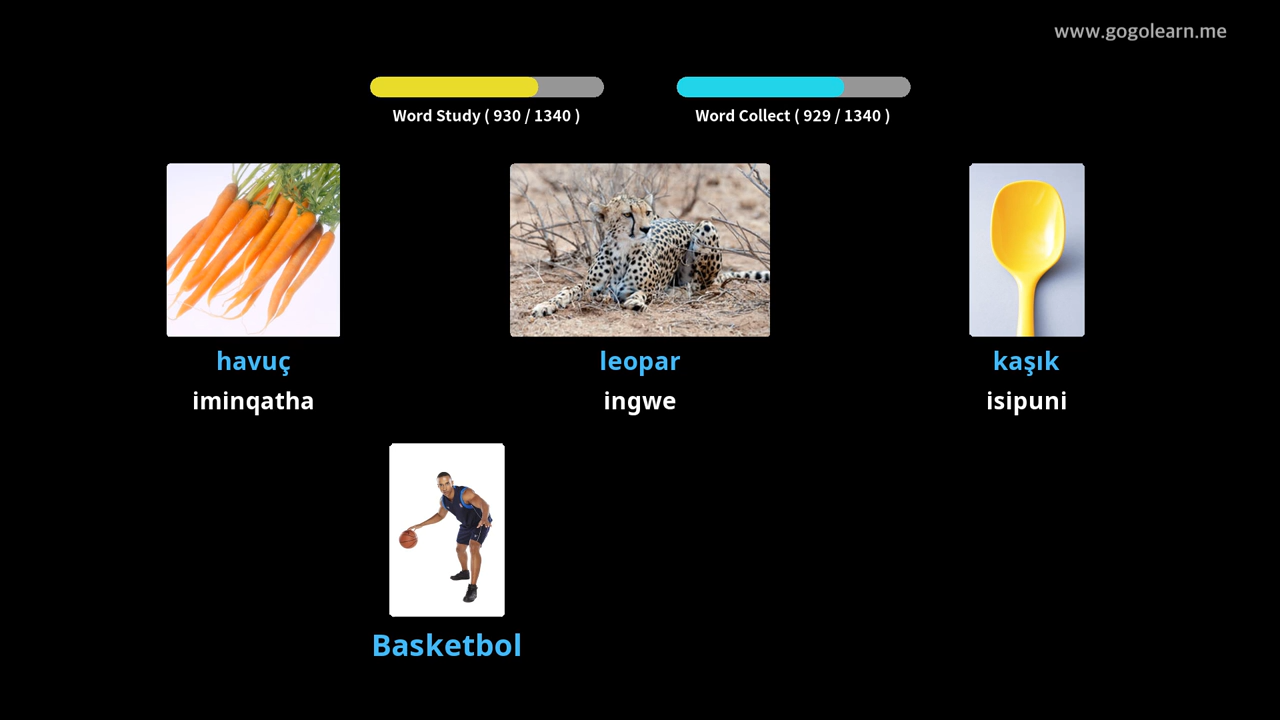 www.gogolearn.me
Word Study ( 930 / 1340 )
Word Collect ( 929 / 1340 )
havuç
leopar
kaşık
iminqatha
ingwe
isipuni
Basketbol